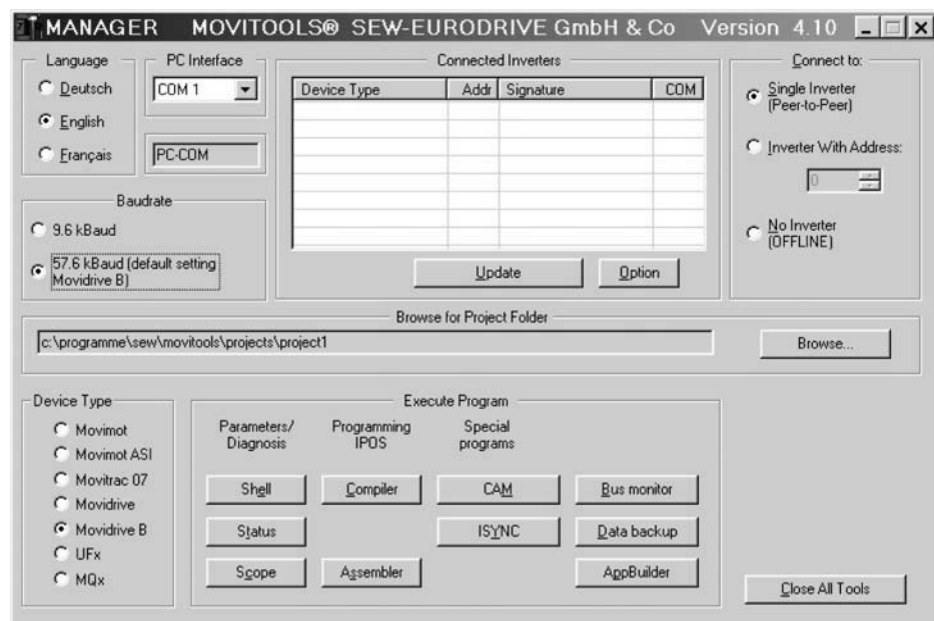 MANAGER MOVITOOLS® SEW-EURODRIVE GmbH & Co Version 4.10
Language
Deutsch
English
Français
PC Interface
COM 1
PC-COM
Baudrate
9.6 kBaud
57.6 kBaud (default setting
Movidrive B)
Connected Inverters
Device Type Addr Signature COM
Update Option
Connect to:
Single Inverter
(Peer-to-Peer)
Inverter With Address:
0
No Inverter
(OFFLINE)
Browse for Project Folder
c:\programme\sew\movitools\projects\project1
Browse...
Device Type
Movimot
Movimot ASI
Movitrac 07
Movidrive
Movidrive B
UFx
MQx
Execute Program
Parameters/
Diagnosis
Programming
IPOS
Special
programs
Shell Compiler CAM Bus monitor
Status ISYNC Data backup
Scope Assembler AppBuilder
Close All Tools